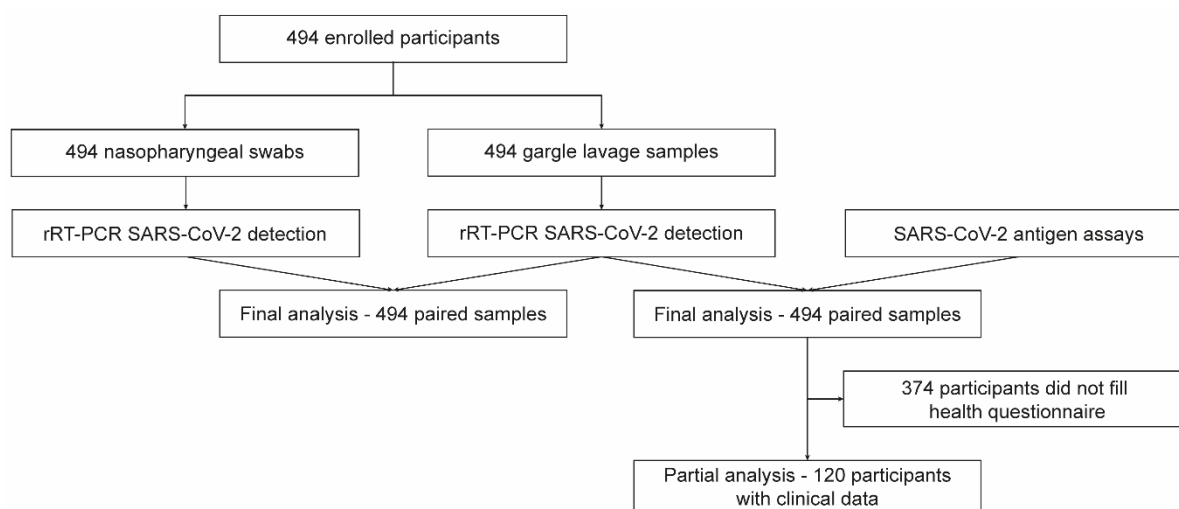 494 enrolled participants
494 nasopharyngeal swabs
494 gargle lavage samples
rRT-PCR SARS-CoV-2 detection
rRT-PCR SARS-CoV-2 detection
SARS-CoV-2 antigen assays
Final analysis - 494 paired samples
Final analysis - 494 paired samples
374 participants did not fill
health questionnaire
Partial analysis - 120 participants
with clinical data